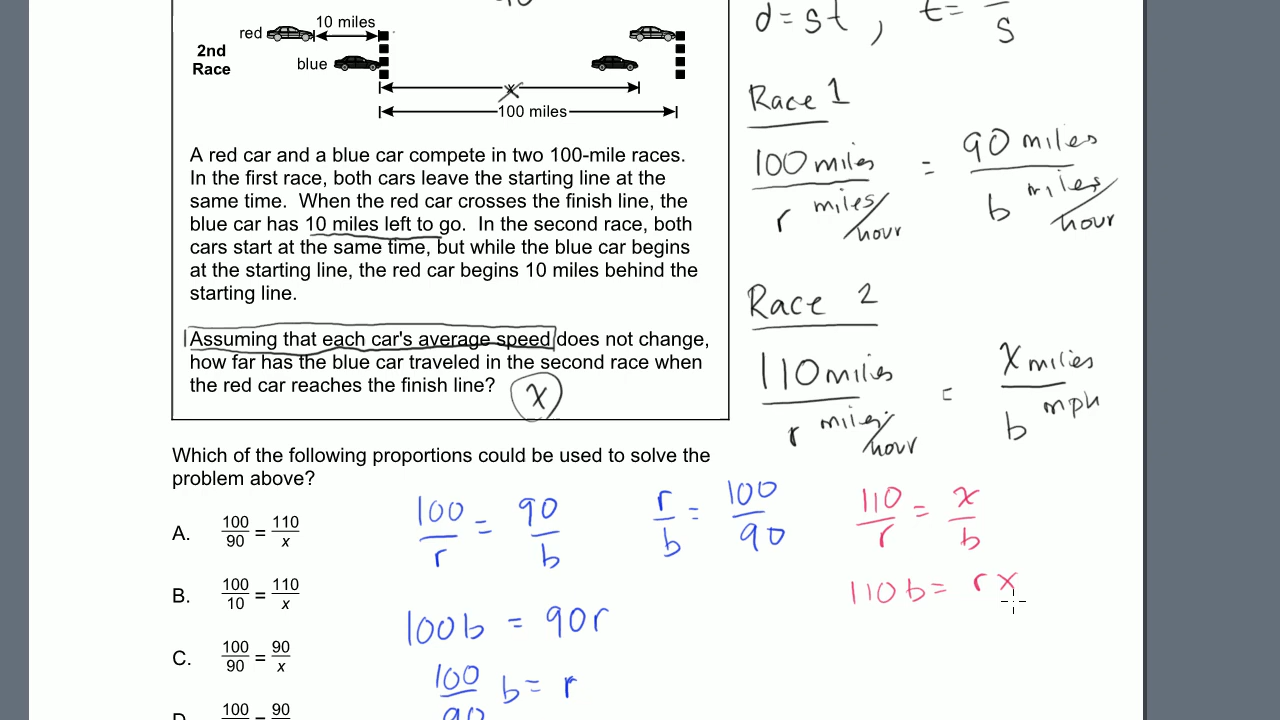 10 miles
red
2nd
Race
blue
x
100 miles
A red car and a blue car compete in two 100-mile races.
In the first race, both cars leave the starting line at the
same time. When the red car crosses the finish line, the
blue car has 10 miles left to go. In the second race, both
cars start at the same time, but while the blue car begins
at the starting line, the red car begins 10 miles behind the
starting line.
Assuming that each car's average speed does not change,
how far has the blue car traveled in the second race when
the red car reaches the finish line? x
Which of the following proportions could be used to solve the
problem above?
A. 100/90 = 110/x
B. 100/10 = 110/x
C. 100/90 = 90/x
100 90
d = st , t = 
s
Race 1
100 miles / r miles/hour = 90 miles / b miles/hour
Race 2
110 miles / r miles/hour = x miles / b mph
100/r = 90/b
100b = 90r
100/90 b = r
r/b = 100/90
110/r = x/b
110b = rx